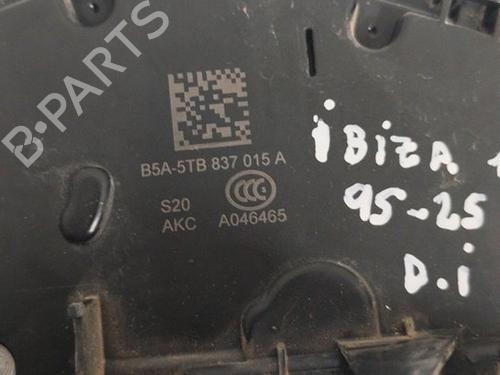 B-PARTS
B5A-5TB 837 015 A
S20
AKC A046465
iBiZA
95-25
D.i